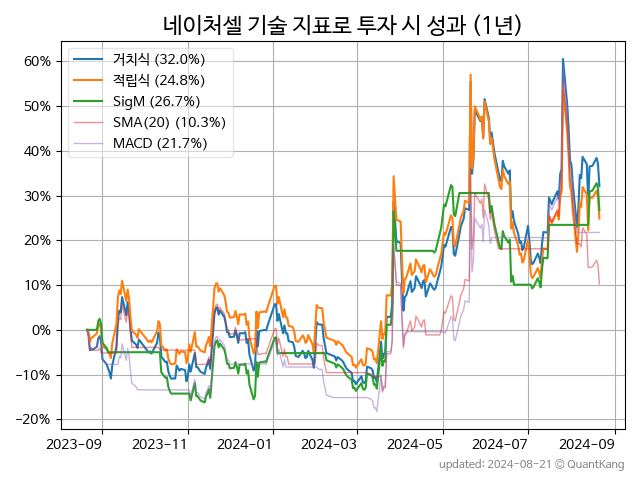 네이처셀 기술 지표로 투자 시 성과 (1년)
거치식 (32.0%)
적립식 (24.8%)
SigM (26.7%)
SMA(20) (10.3%)
MACD (21.7%)
60%
50%
40%
30%
20%
10%
0%
−10%
−20%
2023-09 2023-11 2024-01 2024-03 2024-05 2024-07 2024-09
updated: 2024-08-21 © QuantKang